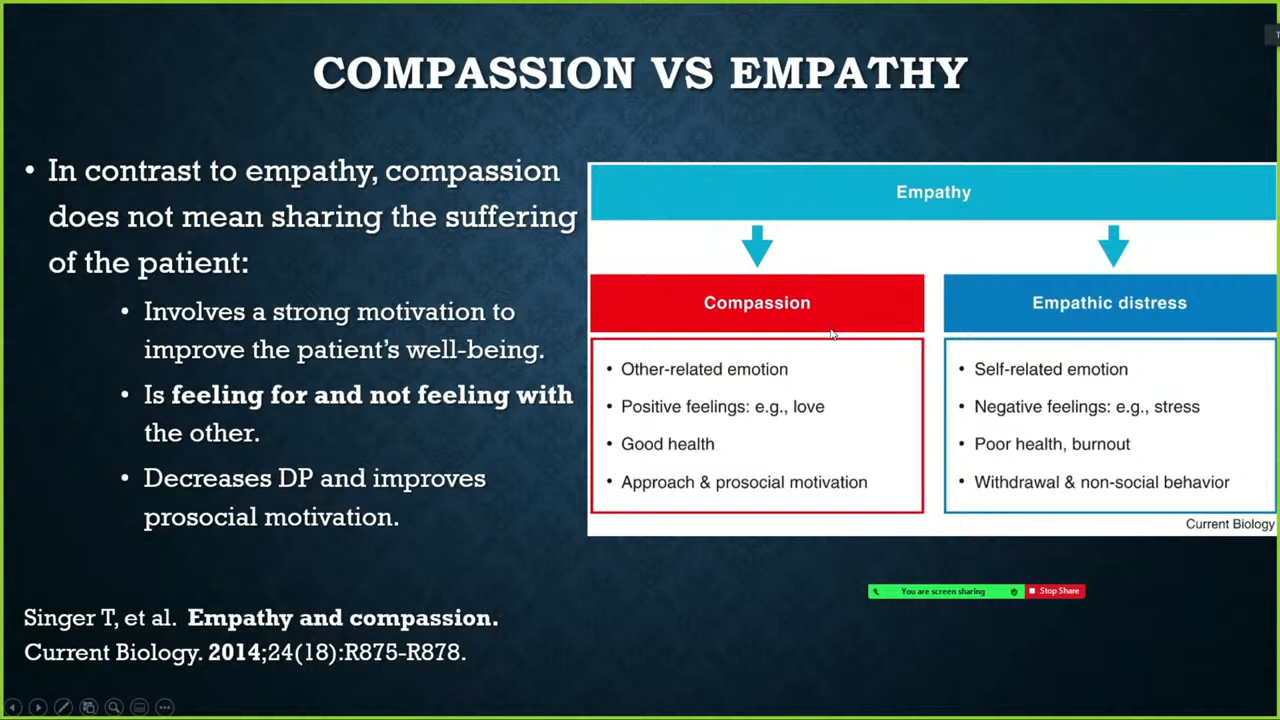 COMPASSION VS EMPATHY
• In contrast to empathy, compassion
does not mean sharing the suffering
of the patient:
• Involves a strong motivation to
improve the patient's well-being.
• Is feeling for and not feeling with
the other.
• Decreases DP and improves
prosocial motivation.
Singer T, et al. Empathy and compassion.
Current Biology. 2014;24(18):R875-R878.
Empathy
Compassion
• Other-related emotion
• Positive feelings: e.g., love
• Good health
• Approach & prosocial motivation
Empathic distress
• Self-related emotion
• Negative feelings: e.g., stress
• Poor health, burnout
• Withdrawal & non-social behavior
Current Biology
You are screen sharing
Stop Share